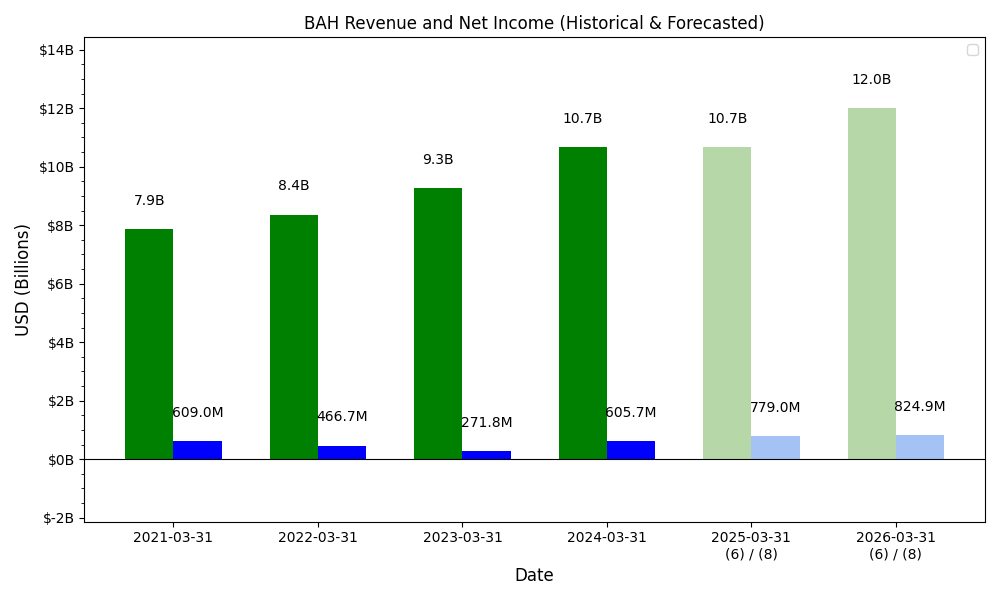 BAH Revenue and Net Income (Historical & Forecasted)
$14B
$12B
$10B
$8B
$6B
$4B
$2B
$0B
$-2B
USD (Billions)
7.9B
8.4B
9.3B
10.7B
10.7B
12.0B
609.0M
466.7M
271.8M
605.7M
779.0M
824.9M
2021-03-31
2022-03-31
2023-03-31
2024-03-31
2025-03-31
(6) / (8)
2026-03-31
(6) / (8)
Date